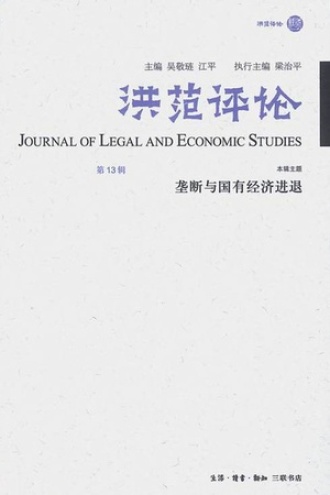 洪范评论
主编 吴敬琏 江平 执行主编 梁治平
洪范评论
JOURNAL OF LEGAL AND ECONOMIC STUDIES
第13辑
本辑主题
垄断与国有经济进退
生活·读书·新知 三联书店